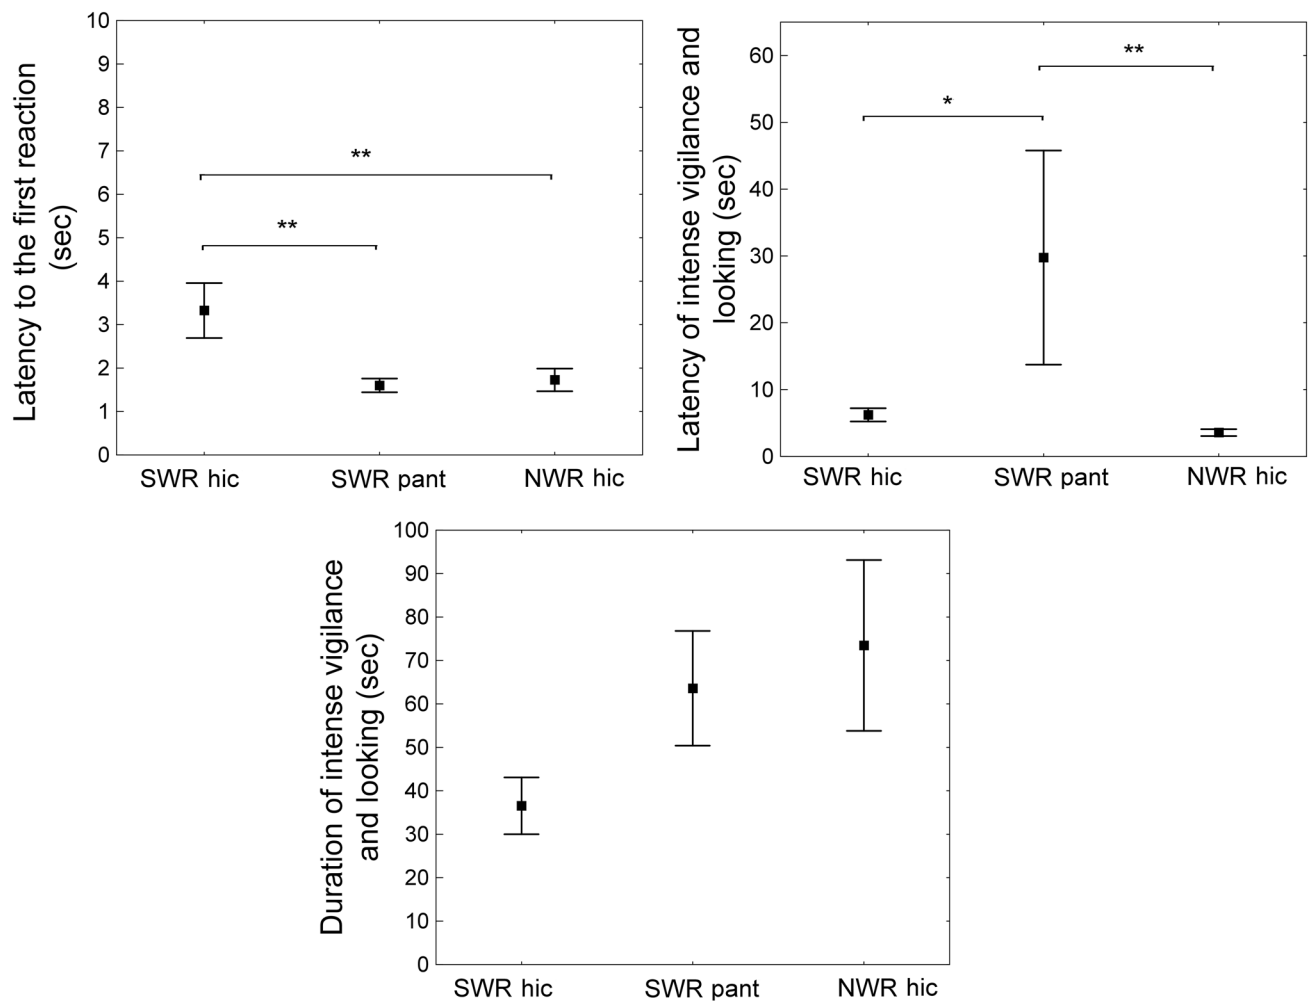 Latency to the first reaction
(sec)
10
9
8
7
6
5
4
3
2
1
0
**
**
SWR hic
SWR pant
NWR hic
Latency of intense vigilance and
looking (sec)
60
50
40
30
20
10
0
*
**
SWR hic
SWR pant
NWR hic
Duration of intense vigilance
and looking (sec)
100
90
80
70
60
50
40
30
20
10
0
SWR hic
SWR pant
NWR hic